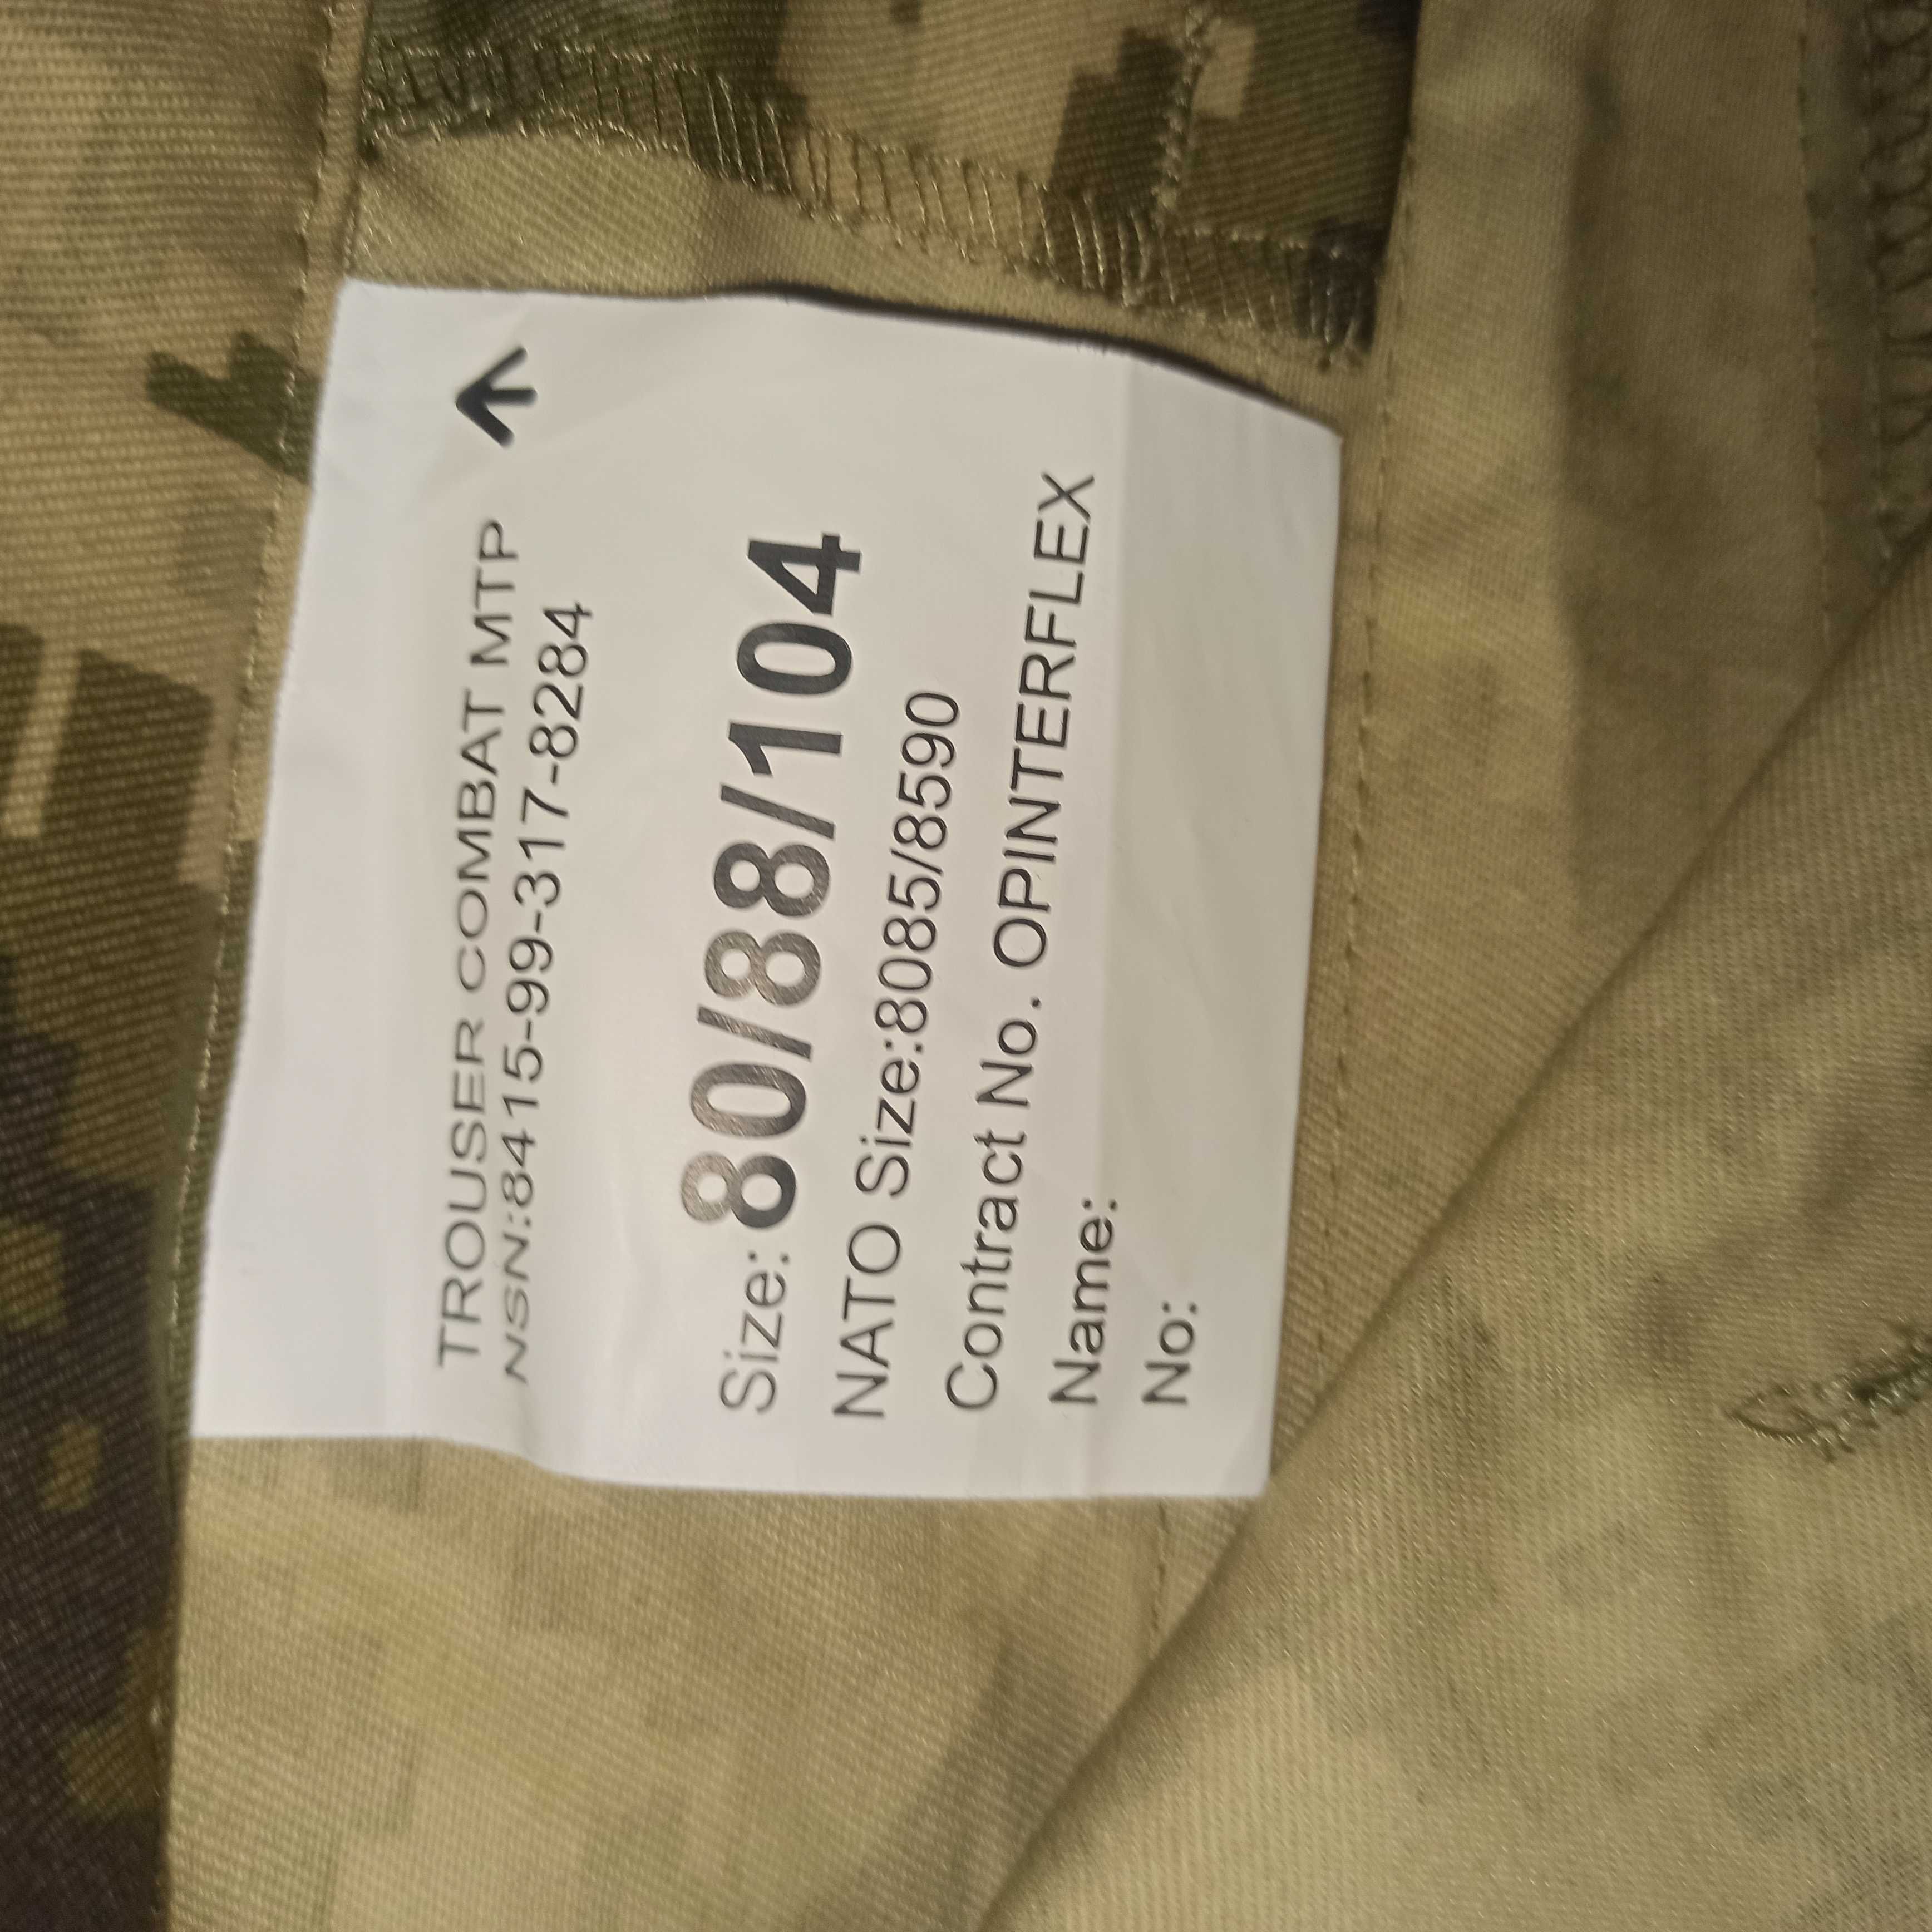 TROUSER COMBAT MTP
NSN:8415-99-317-8284
Size: 80/88/104
NATO Size:8085/8590
Contract No. OPINTERFLEX
Name:
No: